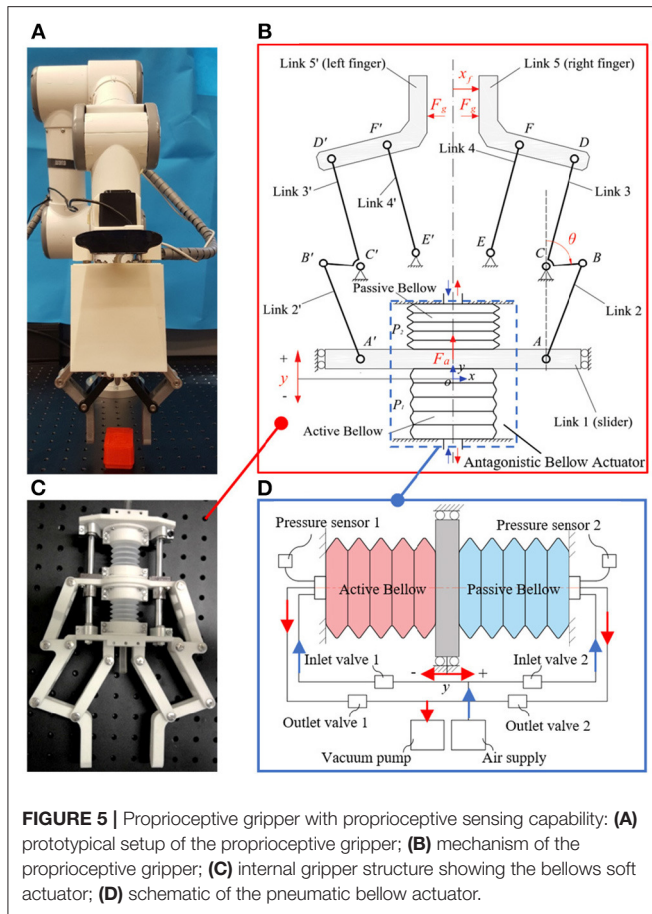 A
B
Link 5' (left finger)
Link 5 (right finger)
x_f
F_g
F_g
F'
Link 4
F
D'
D
Link 3'
Link 4'
Link 3
E'
E
B'
C'
C
θ
B
Passive Bellow
Link 2'
Link 2
P₂
A'
F_a
A
+
y
-
y
o
x
P₁
Link 1 (slider)
Active Bellow
Antagonistic Bellow Actuator
C
D
Pressure sensor 1
Pressure sensor 2
Active Bellow
Passive Bellow
Inlet valve 1
- y +
Inlet valve 2
Outlet valve 1
Outlet valve 2
Vacuum pump
Air supply
FIGURE 5 | Proprioceptive gripper with proprioceptive sensing capability: (A)
prototypical setup of the proprioceptive gripper; (B) mechanism of the
proprioceptive gripper; (C) internal gripper structure showing the bellows soft
actuator; (D) schematic of the pneumatic bellow actuator.